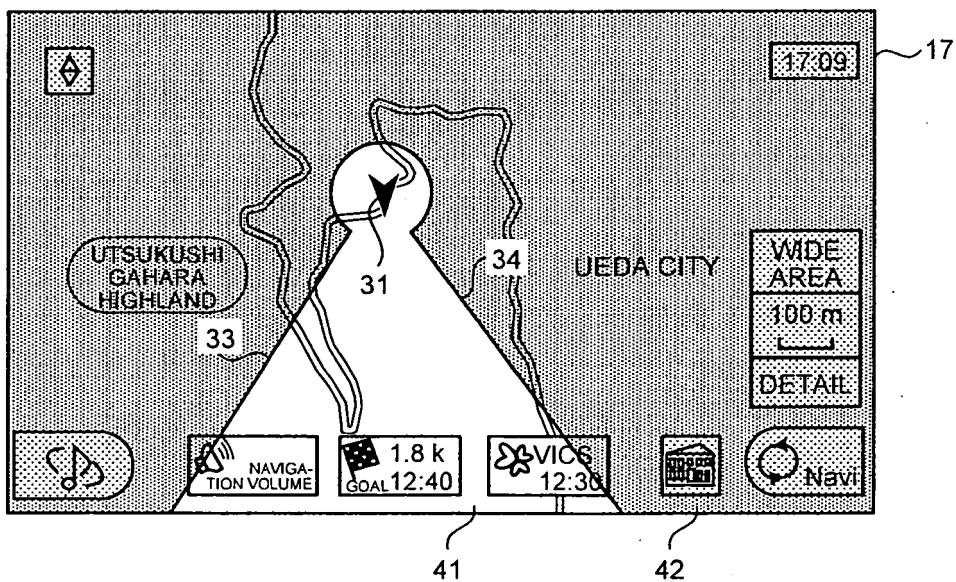 17:09
17
UTSUKUSHI
GAHARA
HIGHLAND
31
34
UEDA CITY
WIDE
AREA
100 m
33
DETAIL
NAVIGA-
TION VOLUME
1.8 k
GOAL 12:40
VICS
12:30
Navi
41
42